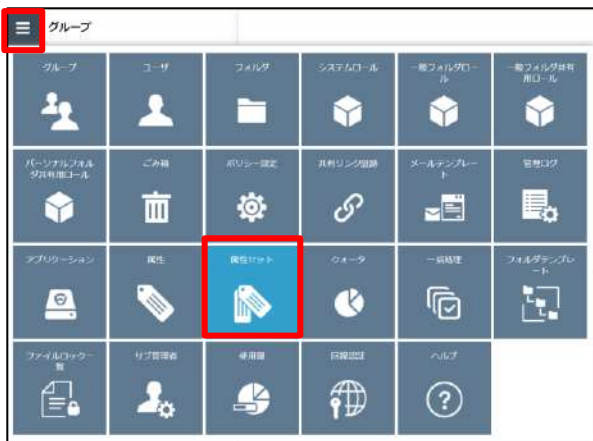 グループ
グループ
ユーザ
フォルダ
システムロール
一般フォルダロー
ル
一般フォルダ共有
用ロール
パーソナルフォル
ダ共有用ロール
ごみ箱
ポリシー設定
共有リンク履歴
メールテンプレー
ト
管理ログ
アプリケーション
属性
属性セット
クォータ
一括処理
フォルダテンプレ
ート
ファイルロック一
覧
サブ管理者
使用量
回線認証
ヘルプ